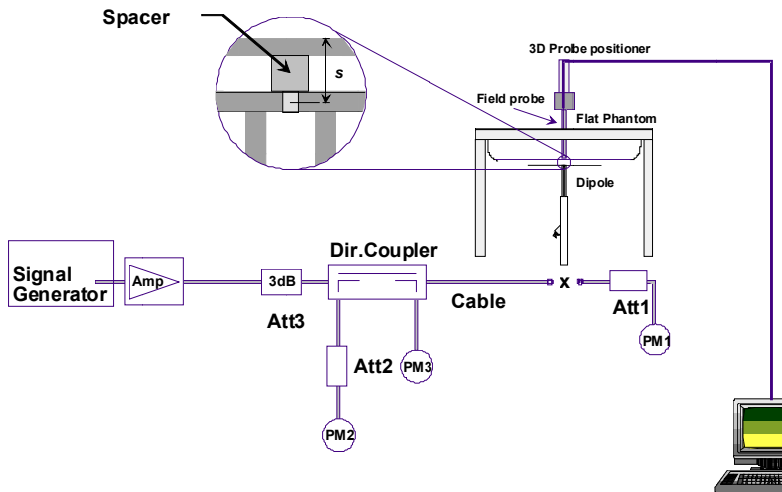 Spacer
s
3D Probe positioner
Field probe
Flat Phantom
Dipole
Signal
Generator
Amp
3dB
Att3
Dir.Coupler
Cable
x
Att1
PM1
Att2
PM3
PM2